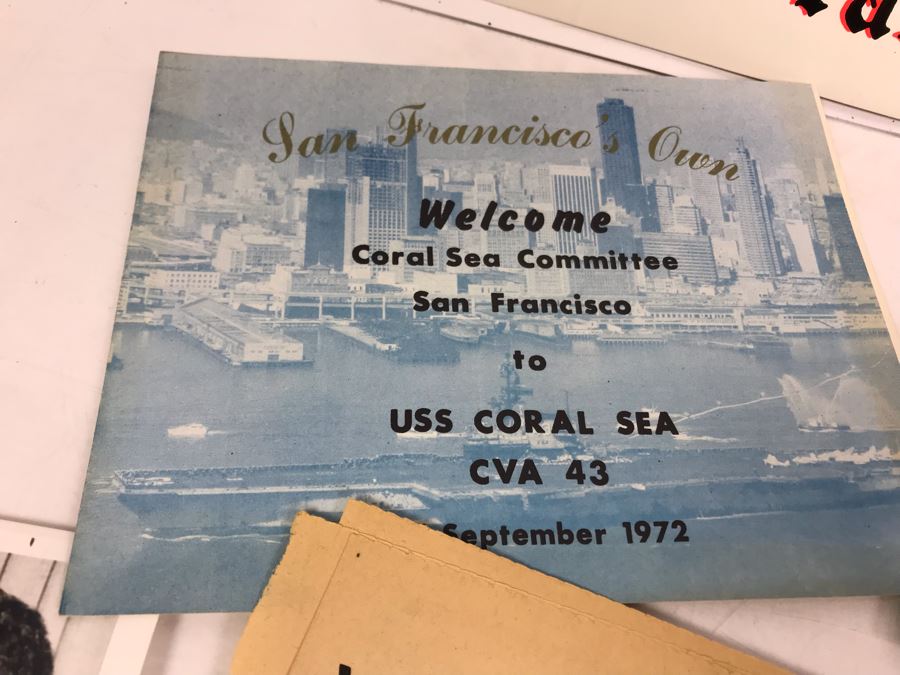 San Francisco's Own
Welcome
Coral Sea Committee
San Francisco
to
USS CORAL SEA
CVA 43
September 1972